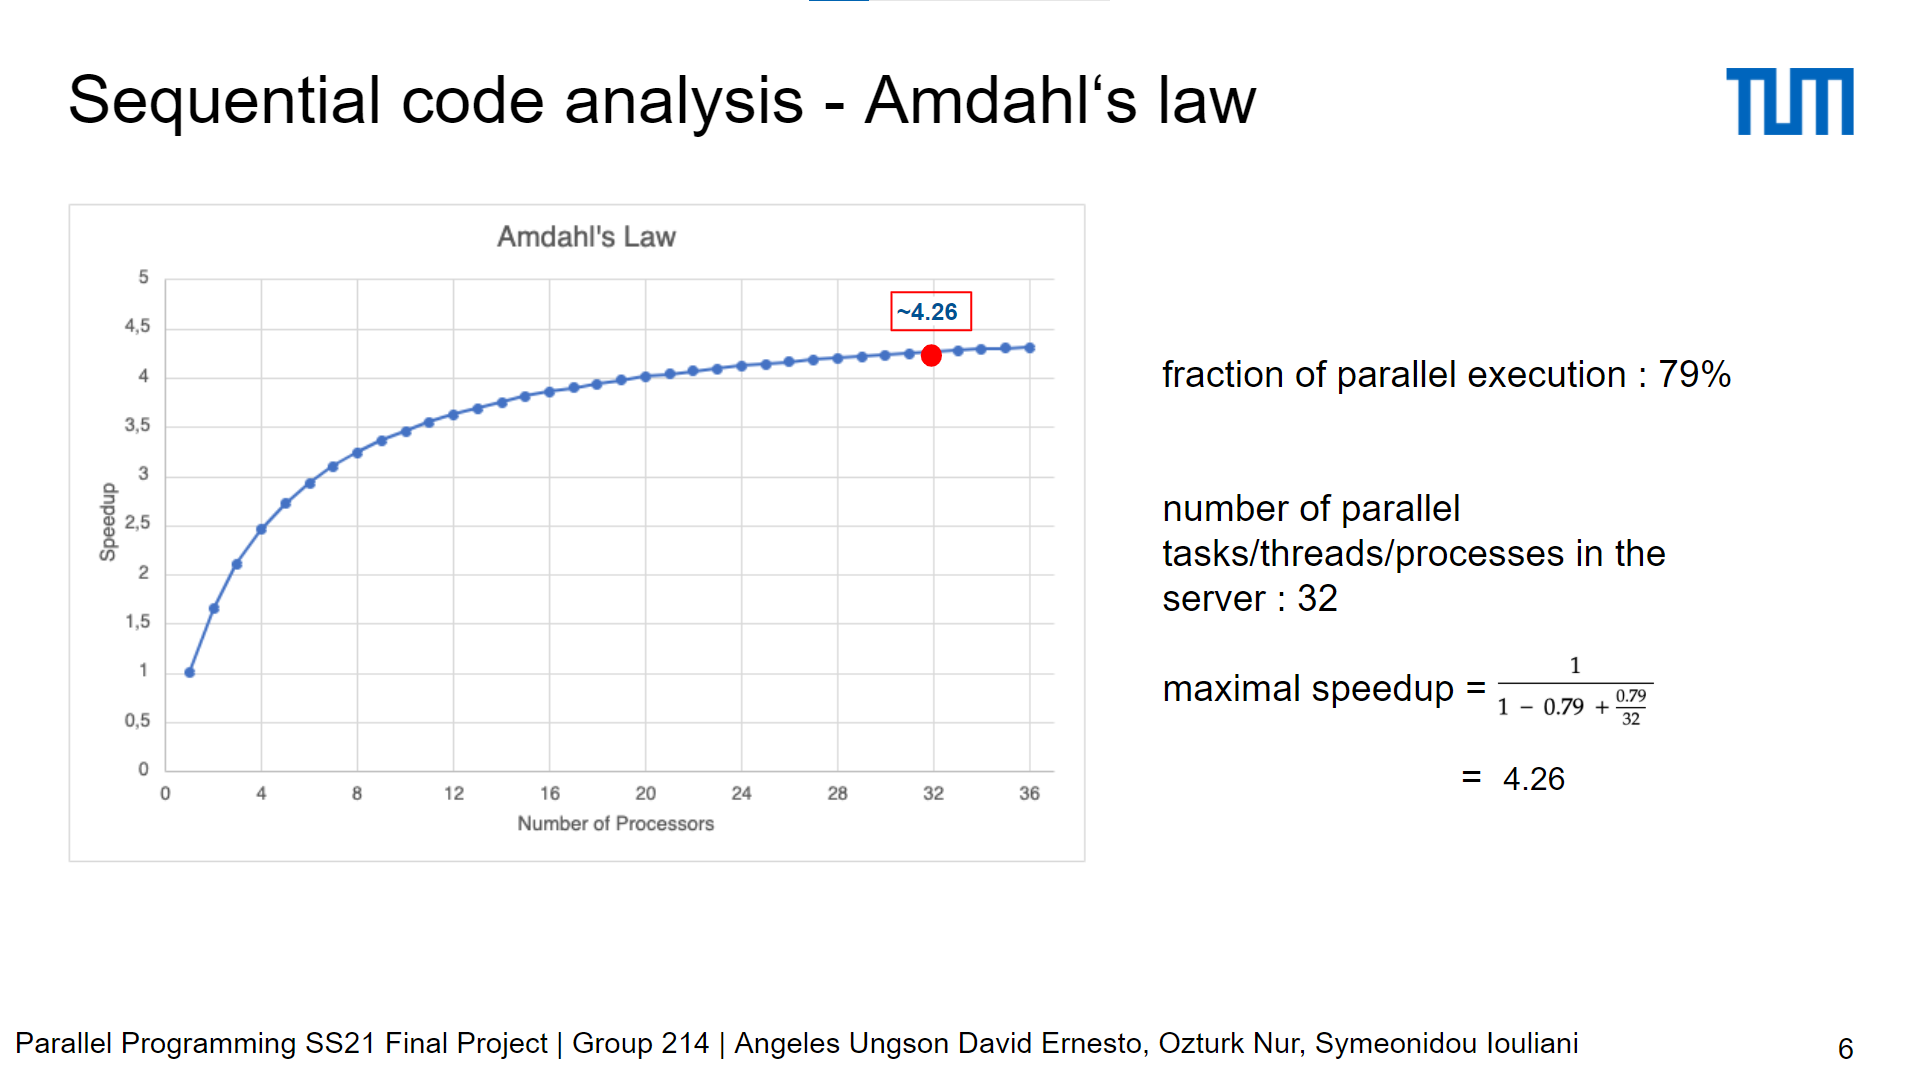 Sequential code analysis - Amdahl‘s law
TUM
Amdahl's Law
5
4,5
4
3,5
3
2,5
2
1,5
1
0,5
0
Speedup
~4.26
0 4 8 12 16 20 24 28 32 36
Number of Processors
fraction of parallel execution : 79%
number of parallel
tasks/threads/processes in the
server : 32
maximal speedup = 1 / (1 − 0.79 + 0.79/32)
= 4.26
Parallel Programming SS21 Final Project | Group 214 | Angeles Ungson David Ernesto, Ozturk Nur, Symeonidou Iouliani
6